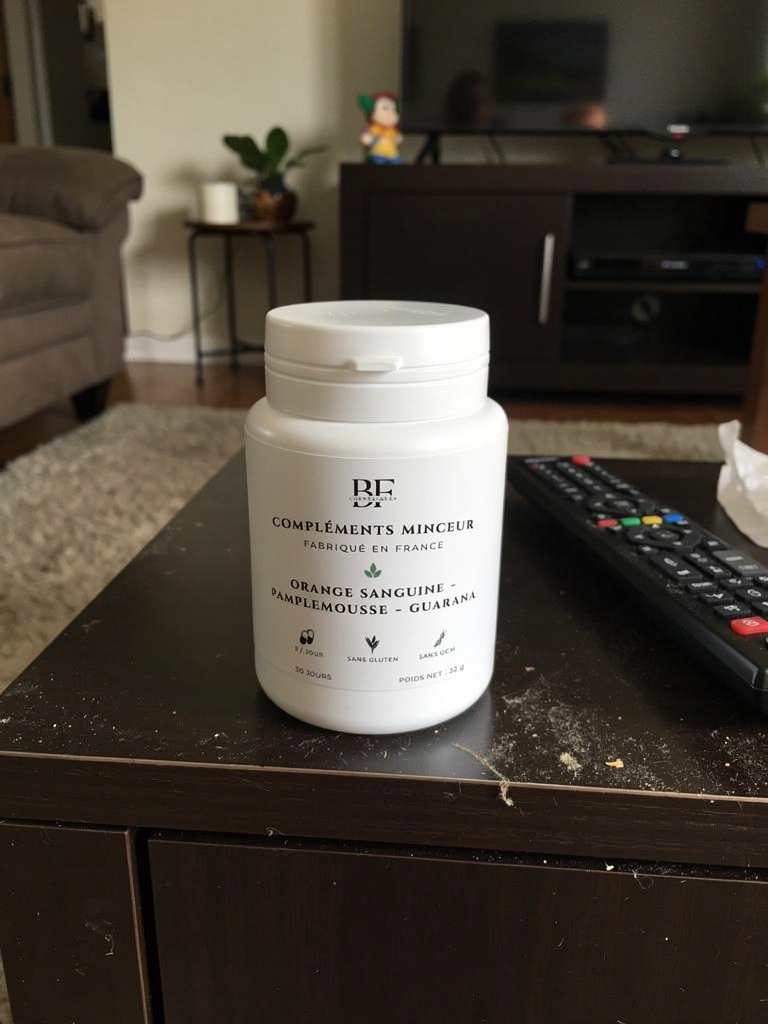 BF
COMPLÉMENTS MINCEUR
FABRIQUÉ EN FRANCE
ORANGE SANGUINE -
PAMPLEMOUSSE - GUARANA
/ JOUR
SANS GLUTEN
SANS OGM
30 JOURS
POIDS NET : 32 g